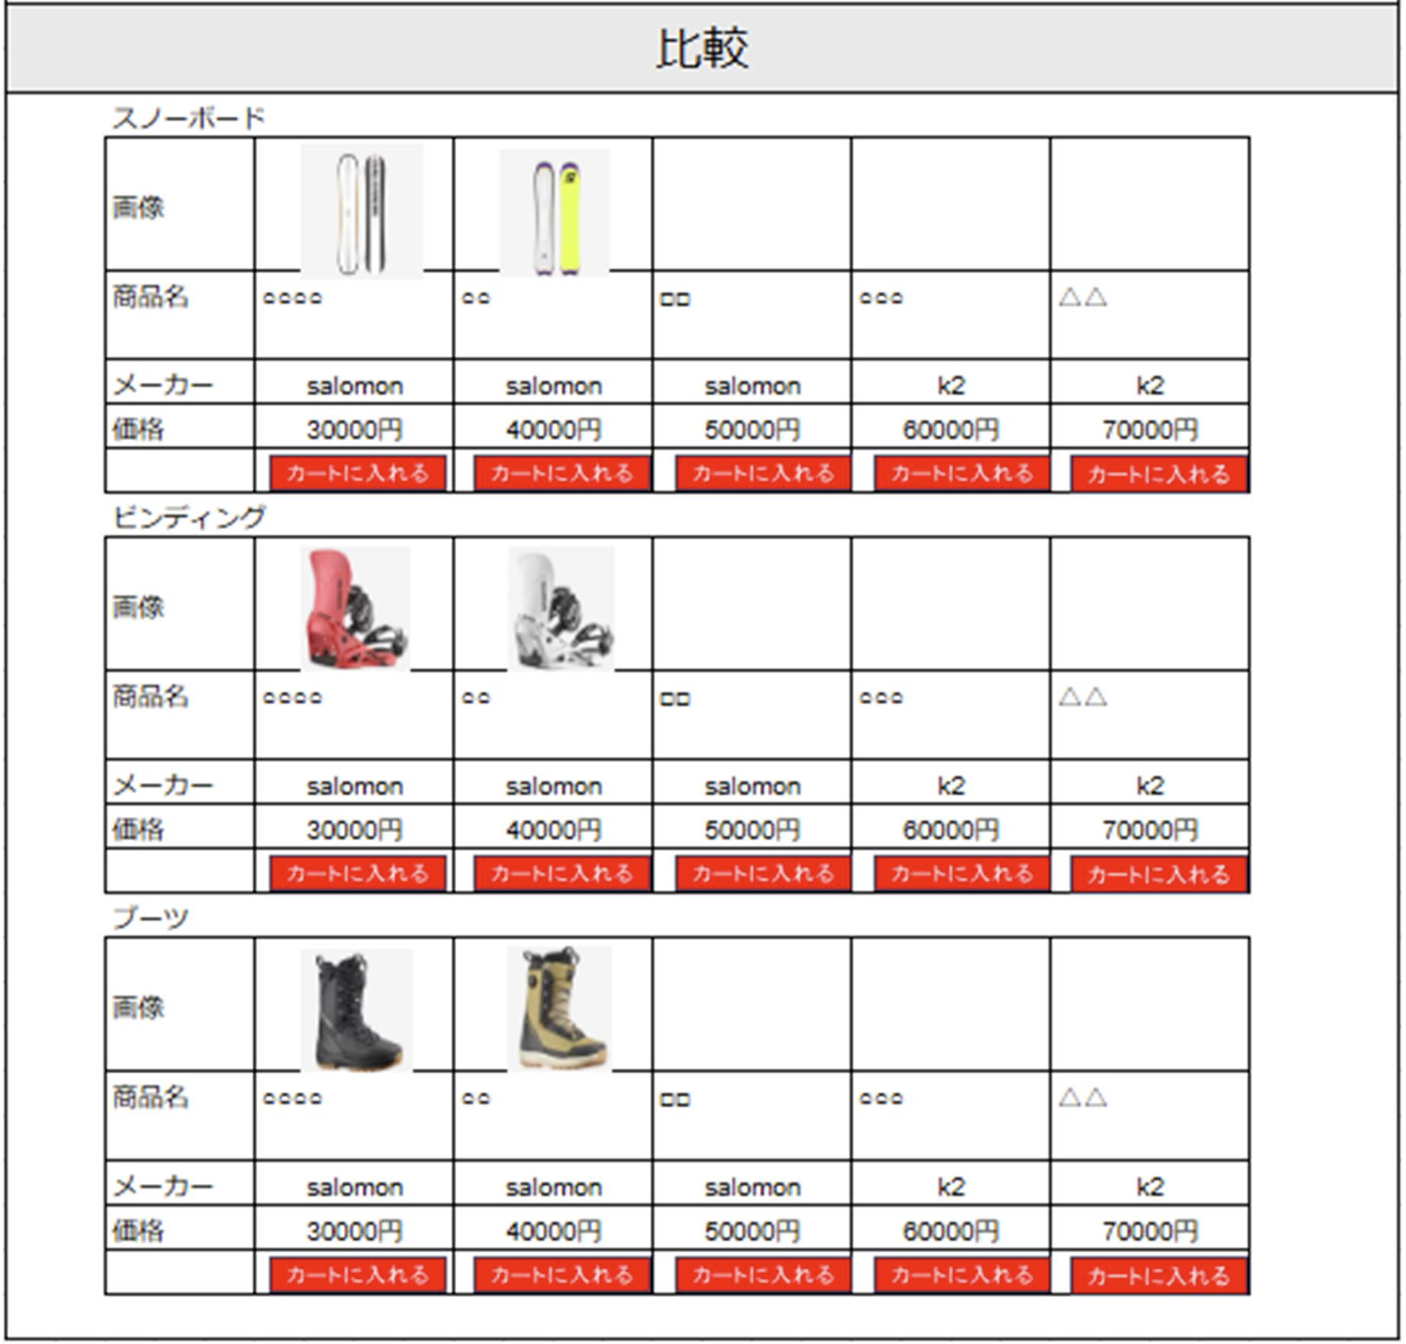 比較
スノーボード
画像
商品名 ○○○○ ○○ □□ ○○○ △△
メーカー salomon salomon salomon k2 k2
価格 30000円 40000円 50000円 60000円 70000円
カートに入れる カートに入れる カートに入れる カートに入れる カートに入れる
ビンディング
画像
商品名 ○○○○ ○○ □□ ○○○ △△
メーカー salomon salomon salomon k2 k2
価格 30000円 40000円 50000円 60000円 70000円
カートに入れる カートに入れる カートに入れる カートに入れる カートに入れる
ブーツ
画像
商品名 ○○○○ ○○ □□ ○○○ △△
メーカー salomon salomon salomon k2 k2
価格 30000円 40000円 50000円 60000円 70000円
カートに入れる カートに入れる カートに入れる カートに入れる カートに入れる